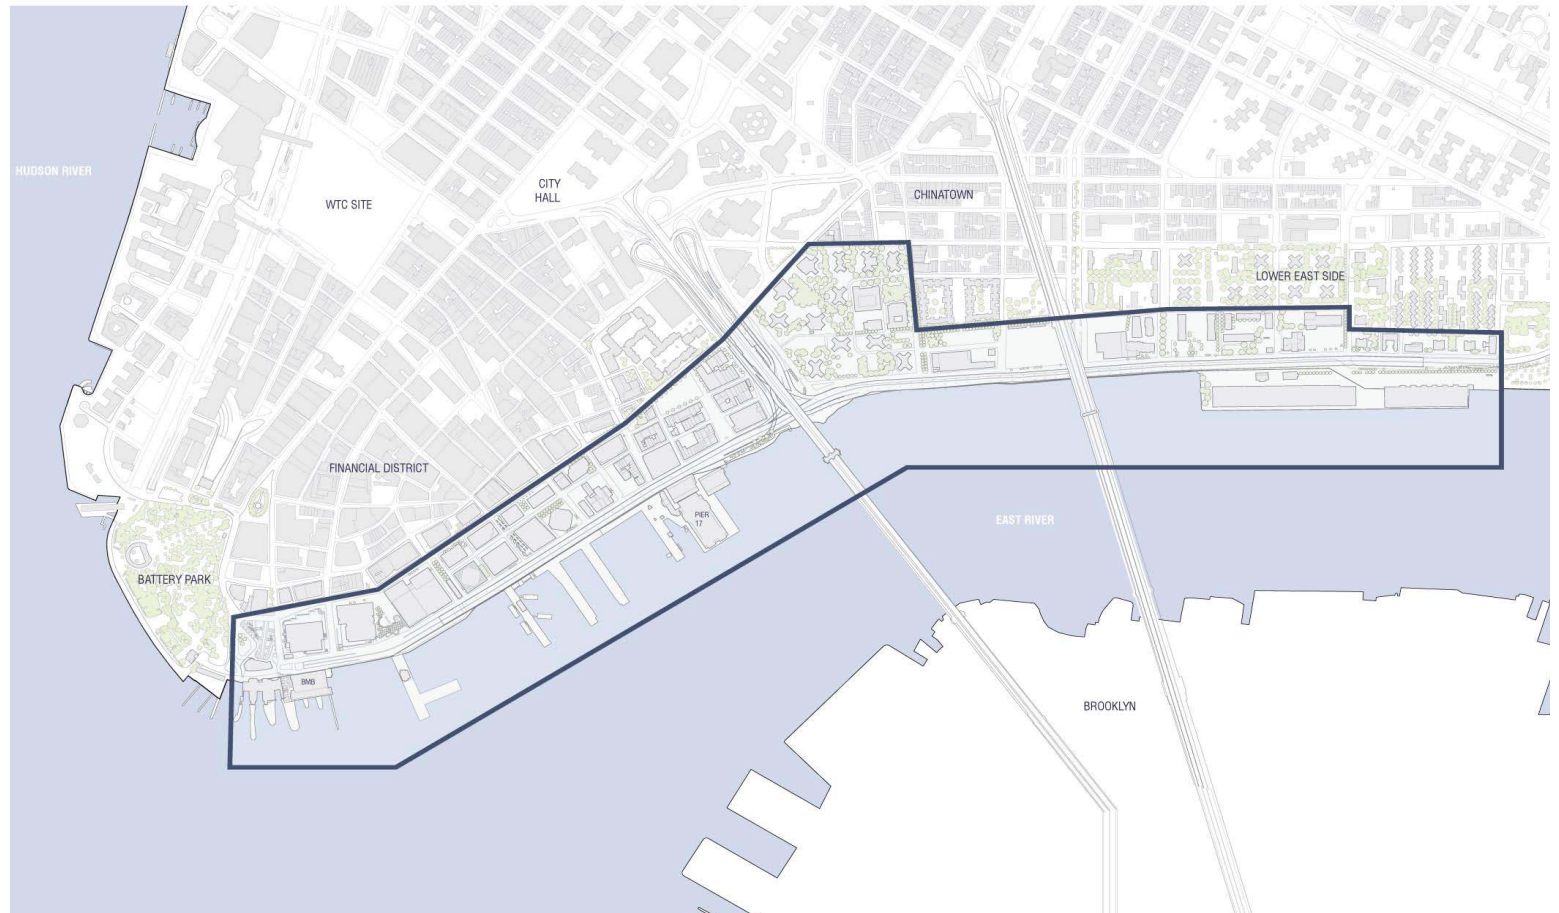 HUDSON RIVER
WTC SITE
CITY
HALL
CHINATOWN
LOWER EAST SIDE
FINANCIAL DISTRICT
PIER
17
EAST RIVER
BATTERY PARK
BMB
BROOKLYN